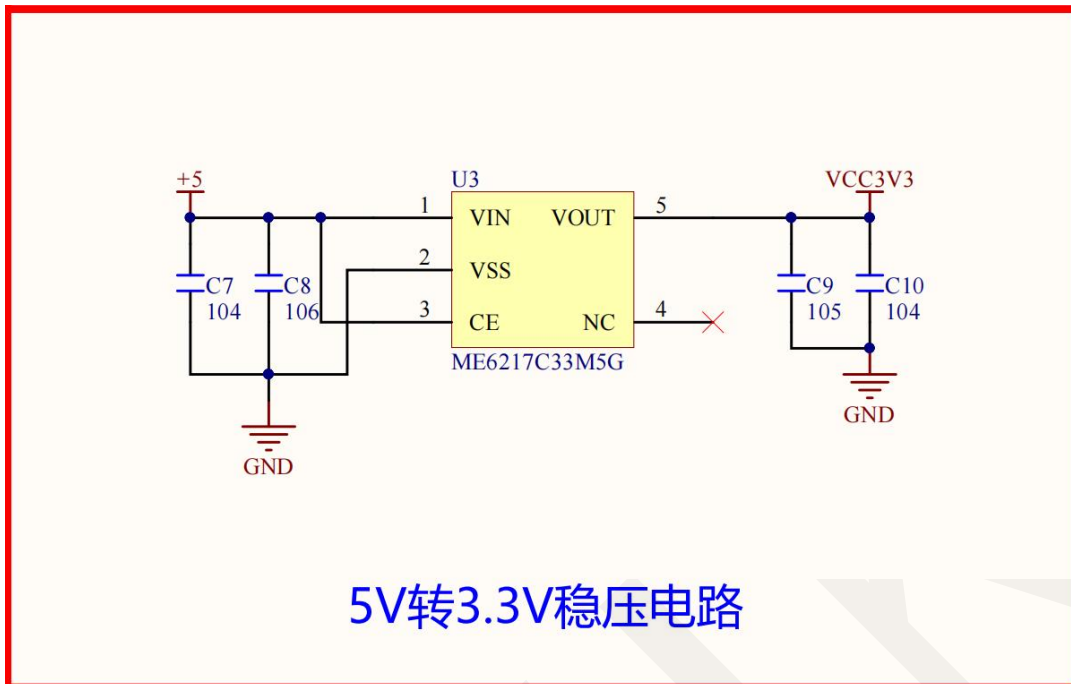 +5
U3
VCC3V3
1 VIN VOUT 5
2 VSS
C7 C8 C9 C10
104 106 105 104
3 CE NC 4
ME6217C33M5G
GND
GND
5V转3.3V稳压电路